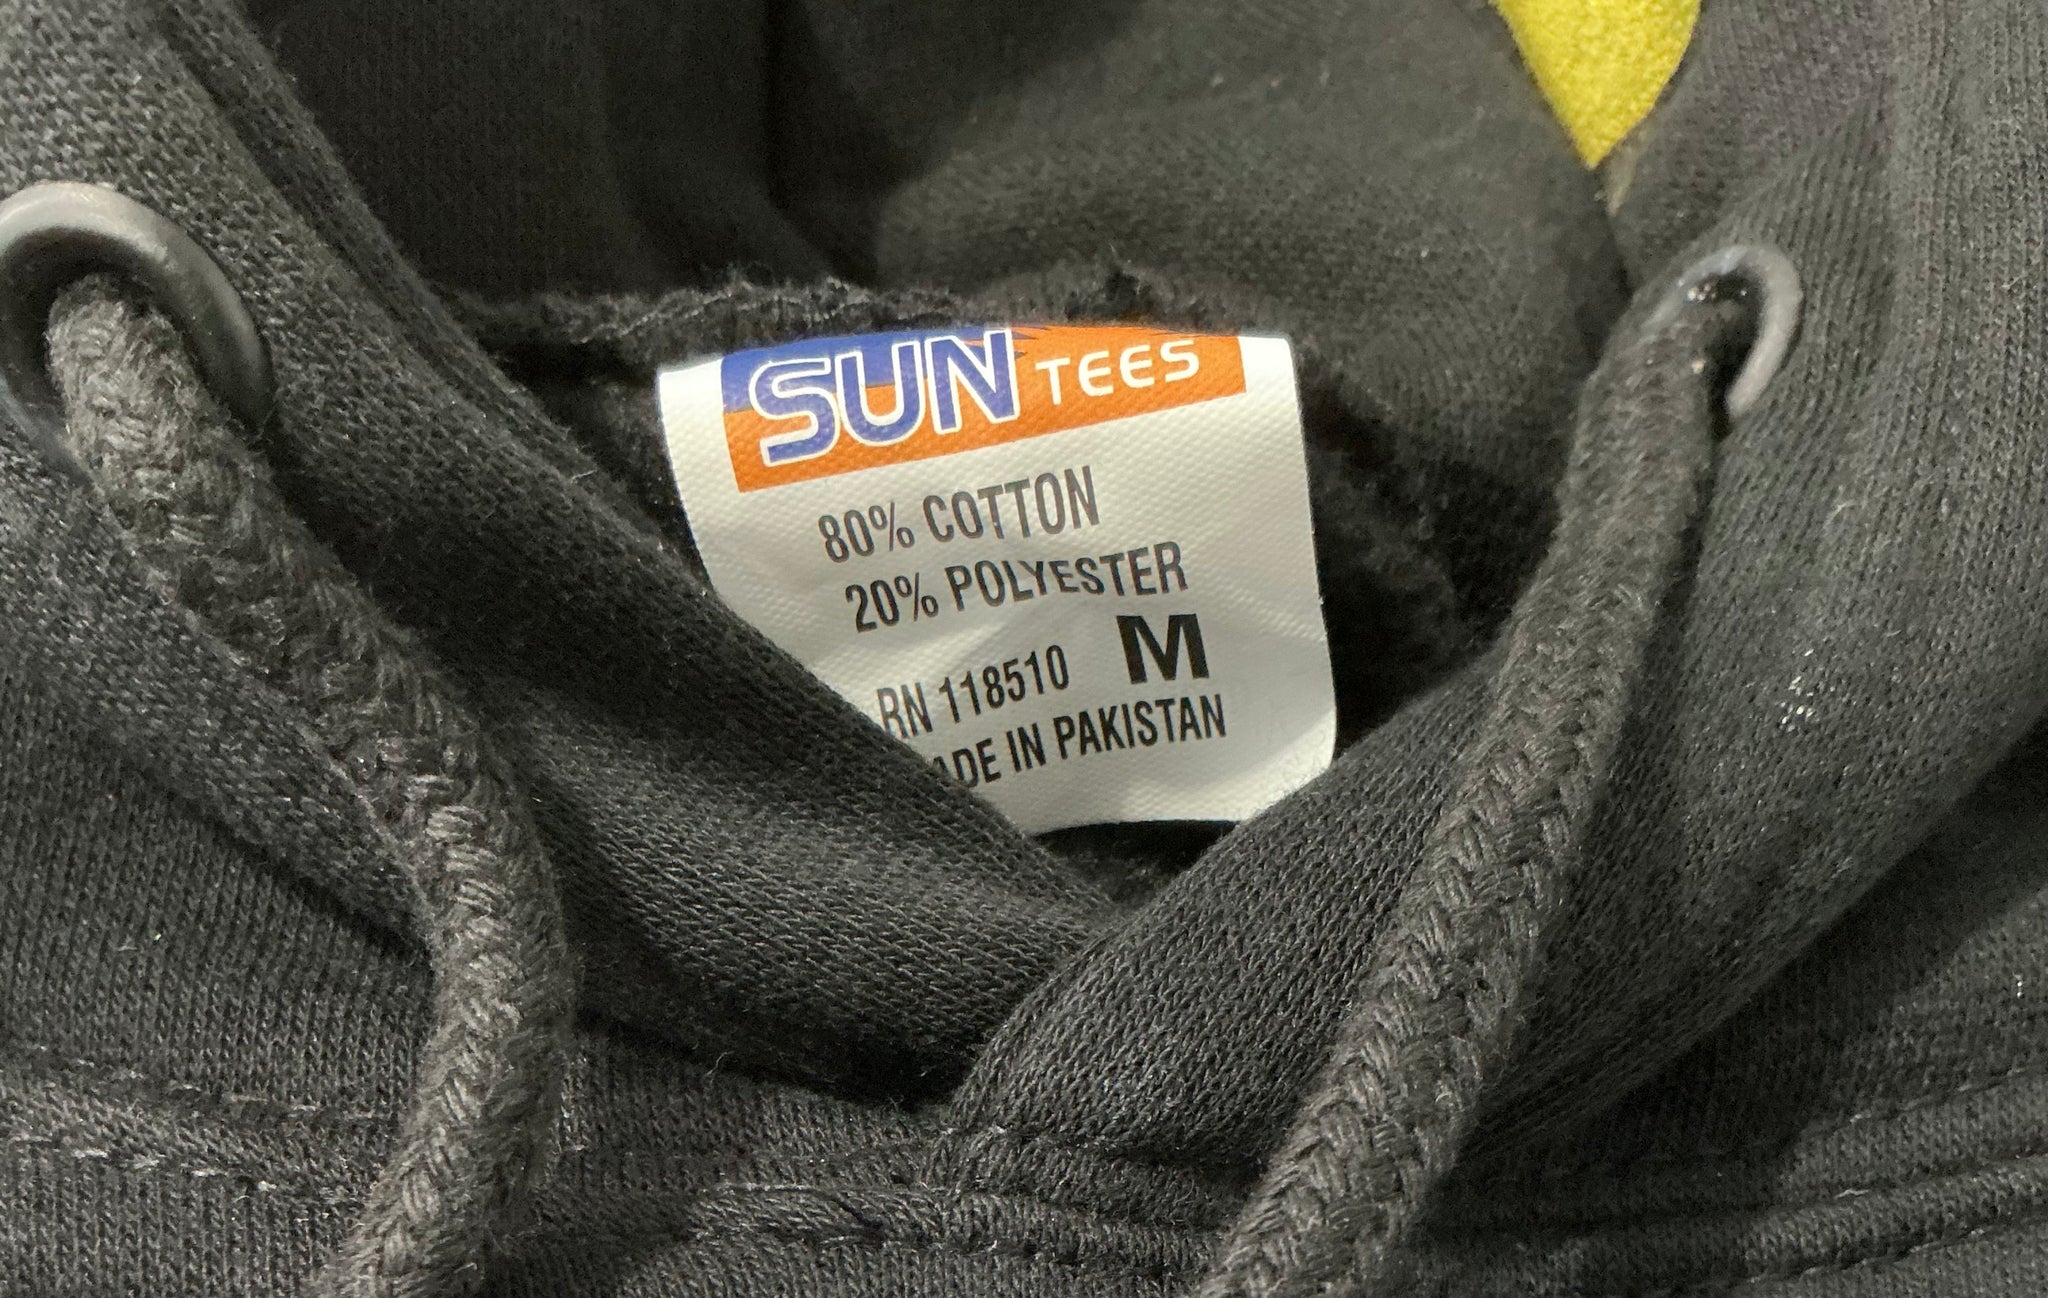 SUN TEES
80% COTTON
20% POLYESTER
M
RN 118510
ADE IN PAKISTAN